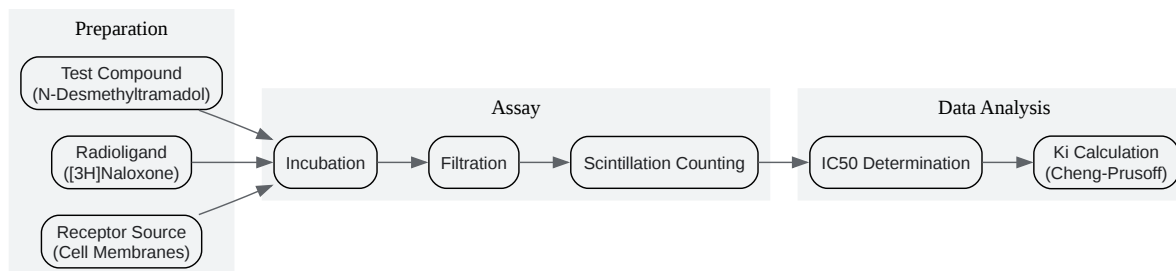 Preparation
Test Compound
(N-Desmethyltramadol)
Radioligand
([3H]Naloxone)
Receptor Source
(Cell Membranes)
Assay
Incubation
Filtration
Scintillation Counting
Data Analysis
IC50 Determination
Ki Calculation
(Cheng-Prusoff)